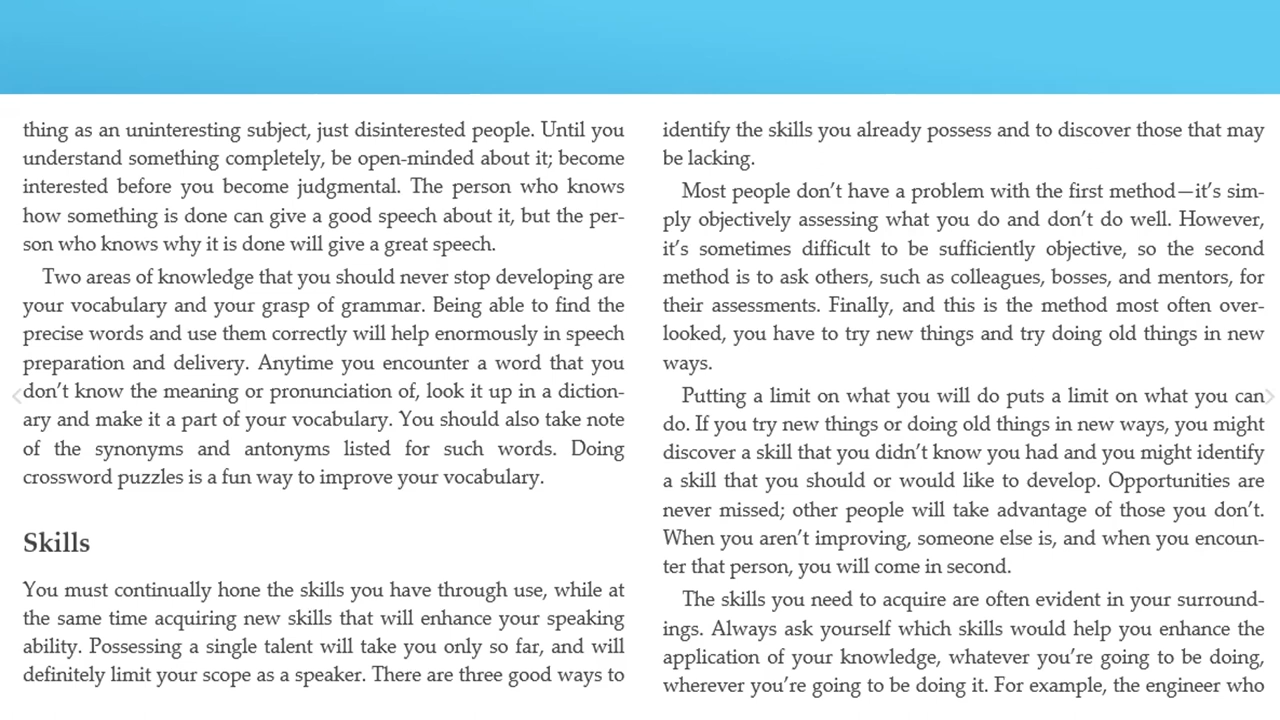 thing as an uninteresting subject, just disinterested people. Until you
understand something completely, be open-minded about it; become
interested before you become judgmental. The person who knows
how something is done can give a good speech about it, but the per-
son who knows why it is done will give a great speech.
Two areas of knowledge that you should never stop developing are
your vocabulary and your grasp of grammar. Being able to find the
precise words and use them correctly will help enormously in speech
preparation and delivery. Anytime you encounter a word that you
don’t know the meaning or pronunciation of, look it up in a diction-
ary and make it a part of your vocabulary. You should also take note
of the synonyms and antonyms listed for such words. Doing
crossword puzzles is a fun way to improve your vocabulary.
Skills
You must continually hone the skills you have through use, while at
the same time acquiring new skills that will enhance your speaking
ability. Possessing a single talent will take you only so far, and will
definitely limit your scope as a speaker. There are three good ways to
identify the skills you already possess and to discover those that may
be lacking.
Most people don’t have a problem with the first method—it’s sim-
ply objectively assessing what you do and don’t do well. However,
it’s sometimes difficult to be sufficiently objective, so the second
method is to ask others, such as colleagues, bosses, and mentors, for
their assessments. Finally, and this is the method most often over-
looked, you have to try new things and try doing old things in new
ways.
Putting a limit on what you will do puts a limit on what you can
do. If you try new things or doing old things in new ways, you might
discover a skill that you didn’t know you had and you might identify
a skill that you should or would like to develop. Opportunities are
never missed; other people will take advantage of those you don’t.
When you aren’t improving, someone else is, and when you encoun-
ter that person, you will come in second.
The skills you need to acquire are often evident in your surround-
ings. Always ask yourself which skills would help you enhance the
application of your knowledge, whatever you’re going to be doing,
wherever you’re going to be doing it. For example, the engineer who